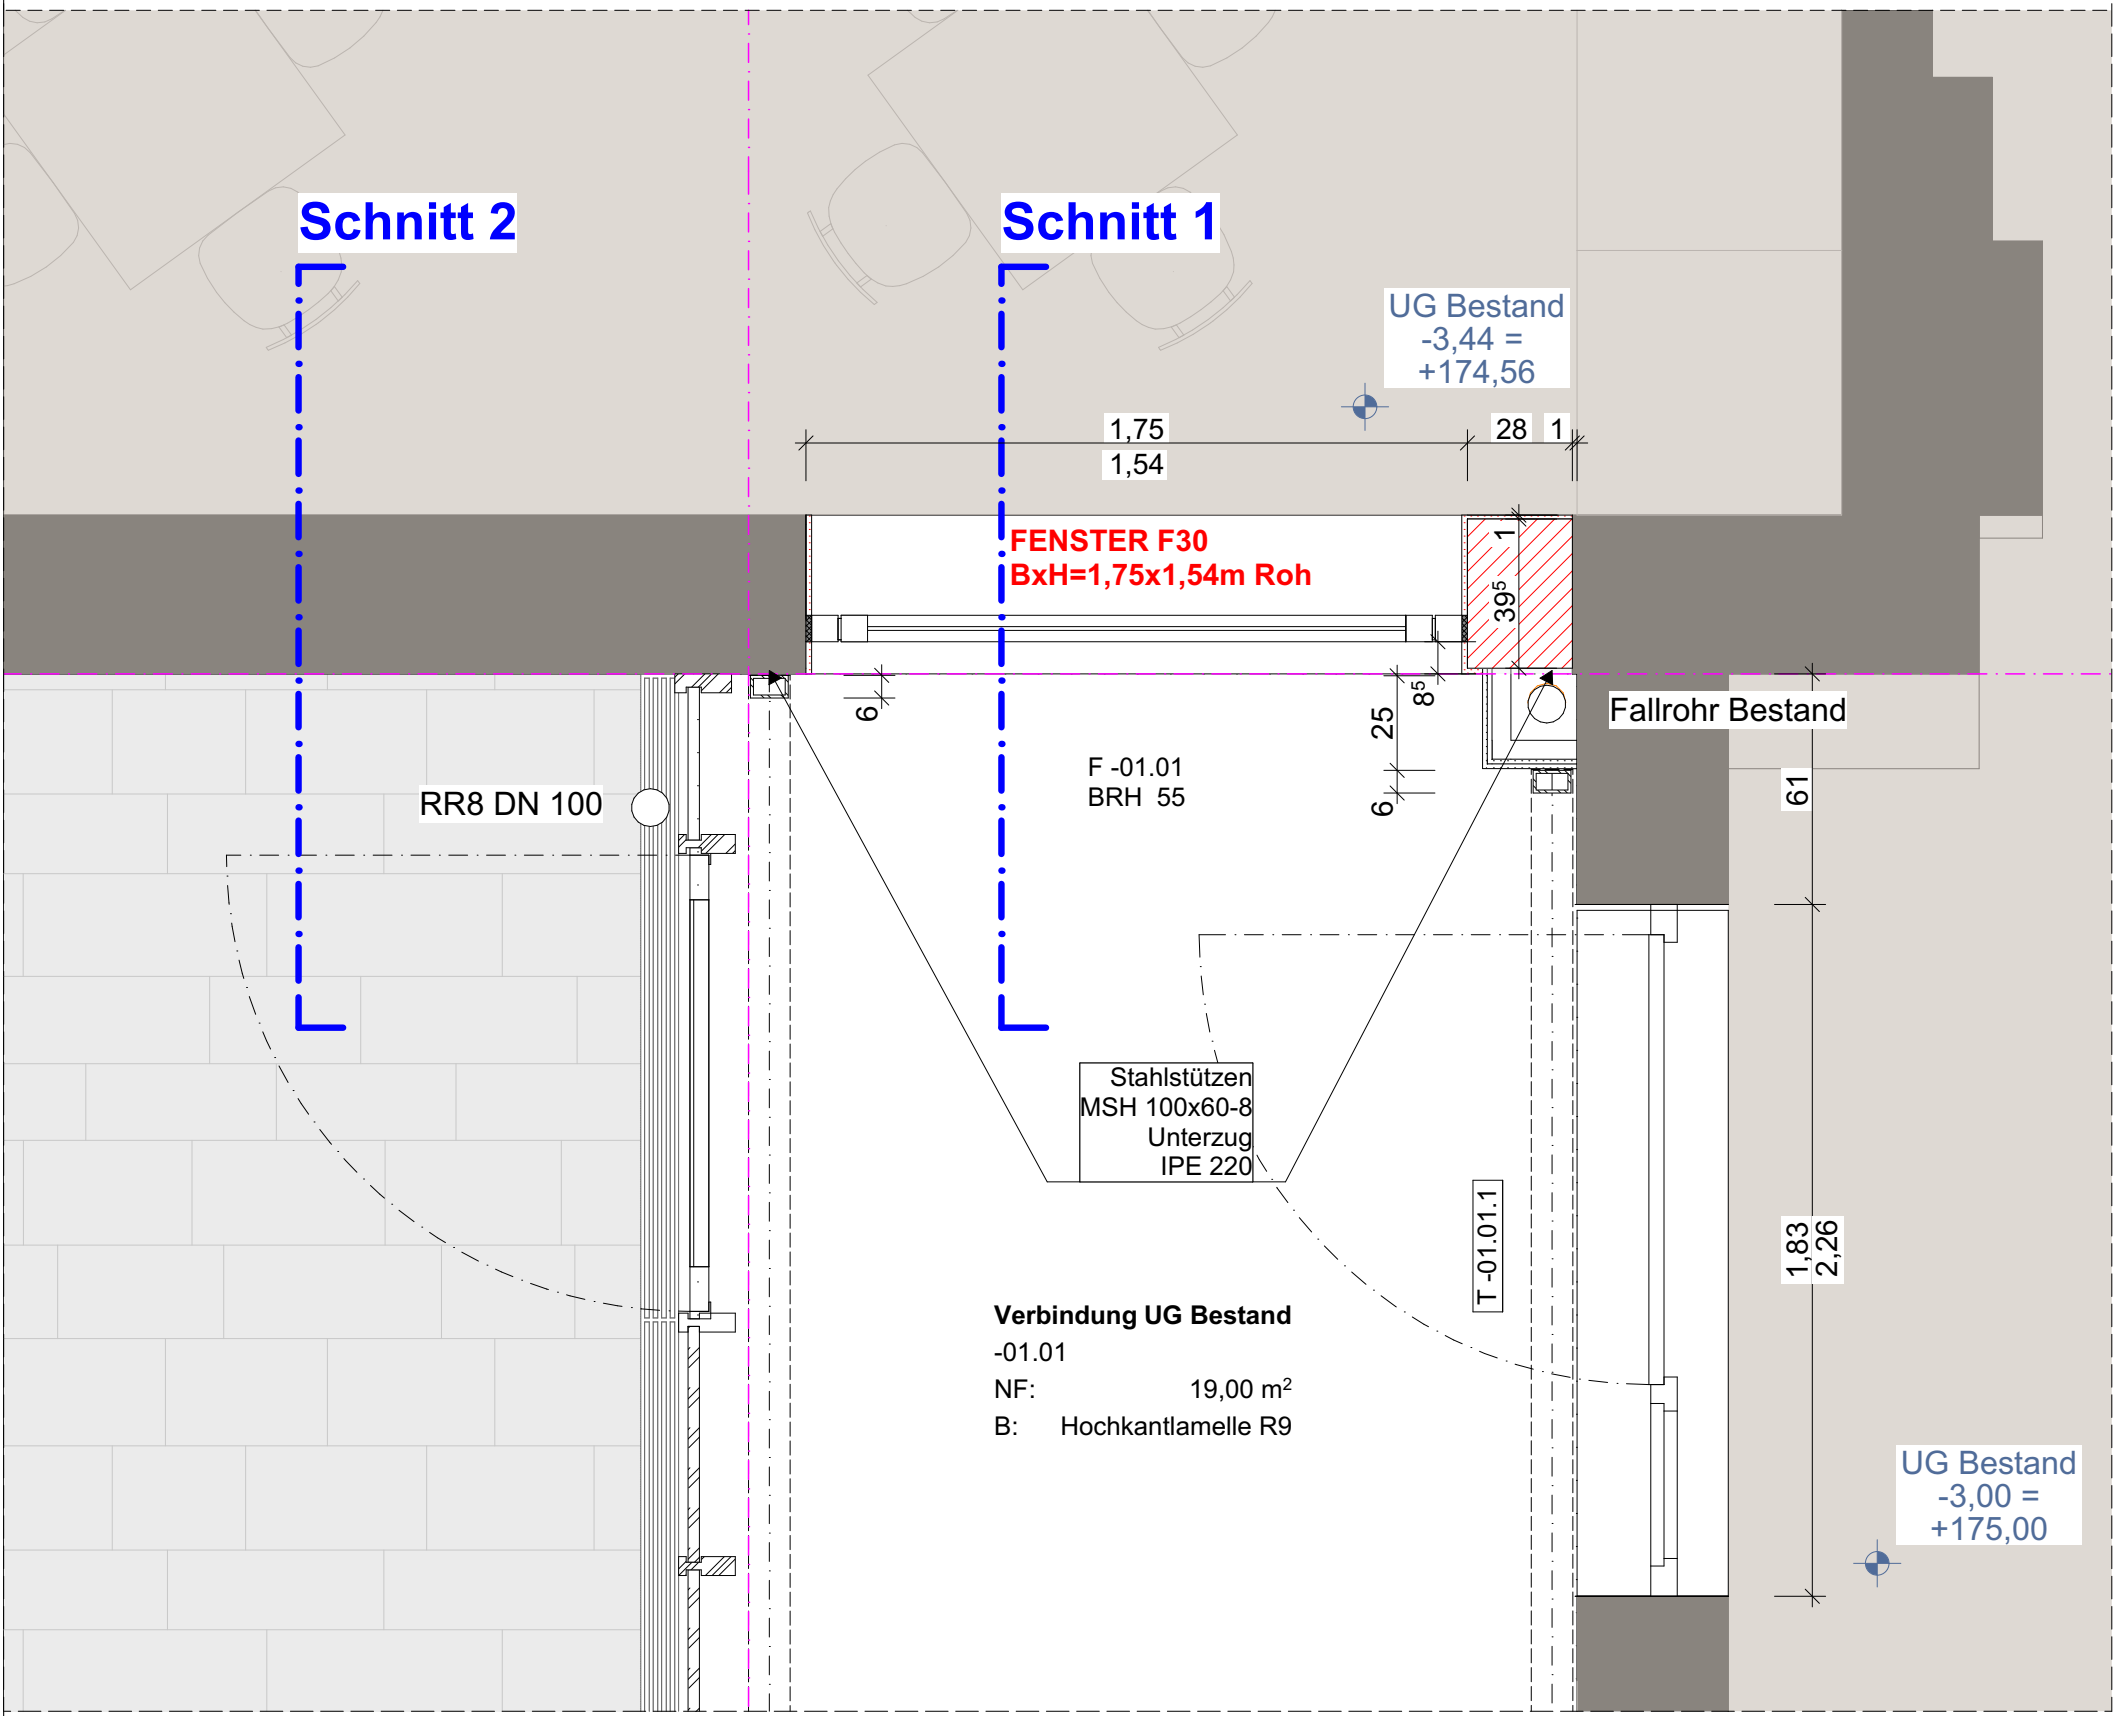 Schnitt 2
Schnitt 1
UG Bestand
-3,44 =
+174,56
1,75
28
1
1,54
FENSTER F30
BxH=1,75x1,54m Roh
1
39⁵
6
8⁵
25
6
Fallrohr Bestand
61
F -01.01
BRH 55
RR8 DN 100
Stahlstützen
MSH 100x60-8
Unterzug
IPE 220
T -01.01.1
1,83
2,26
Verbindung UG Bestand
-01.01
NF: 19,00 m²
B: Hochkantlamelle R9
UG Bestand
-3,00 =
+175,00